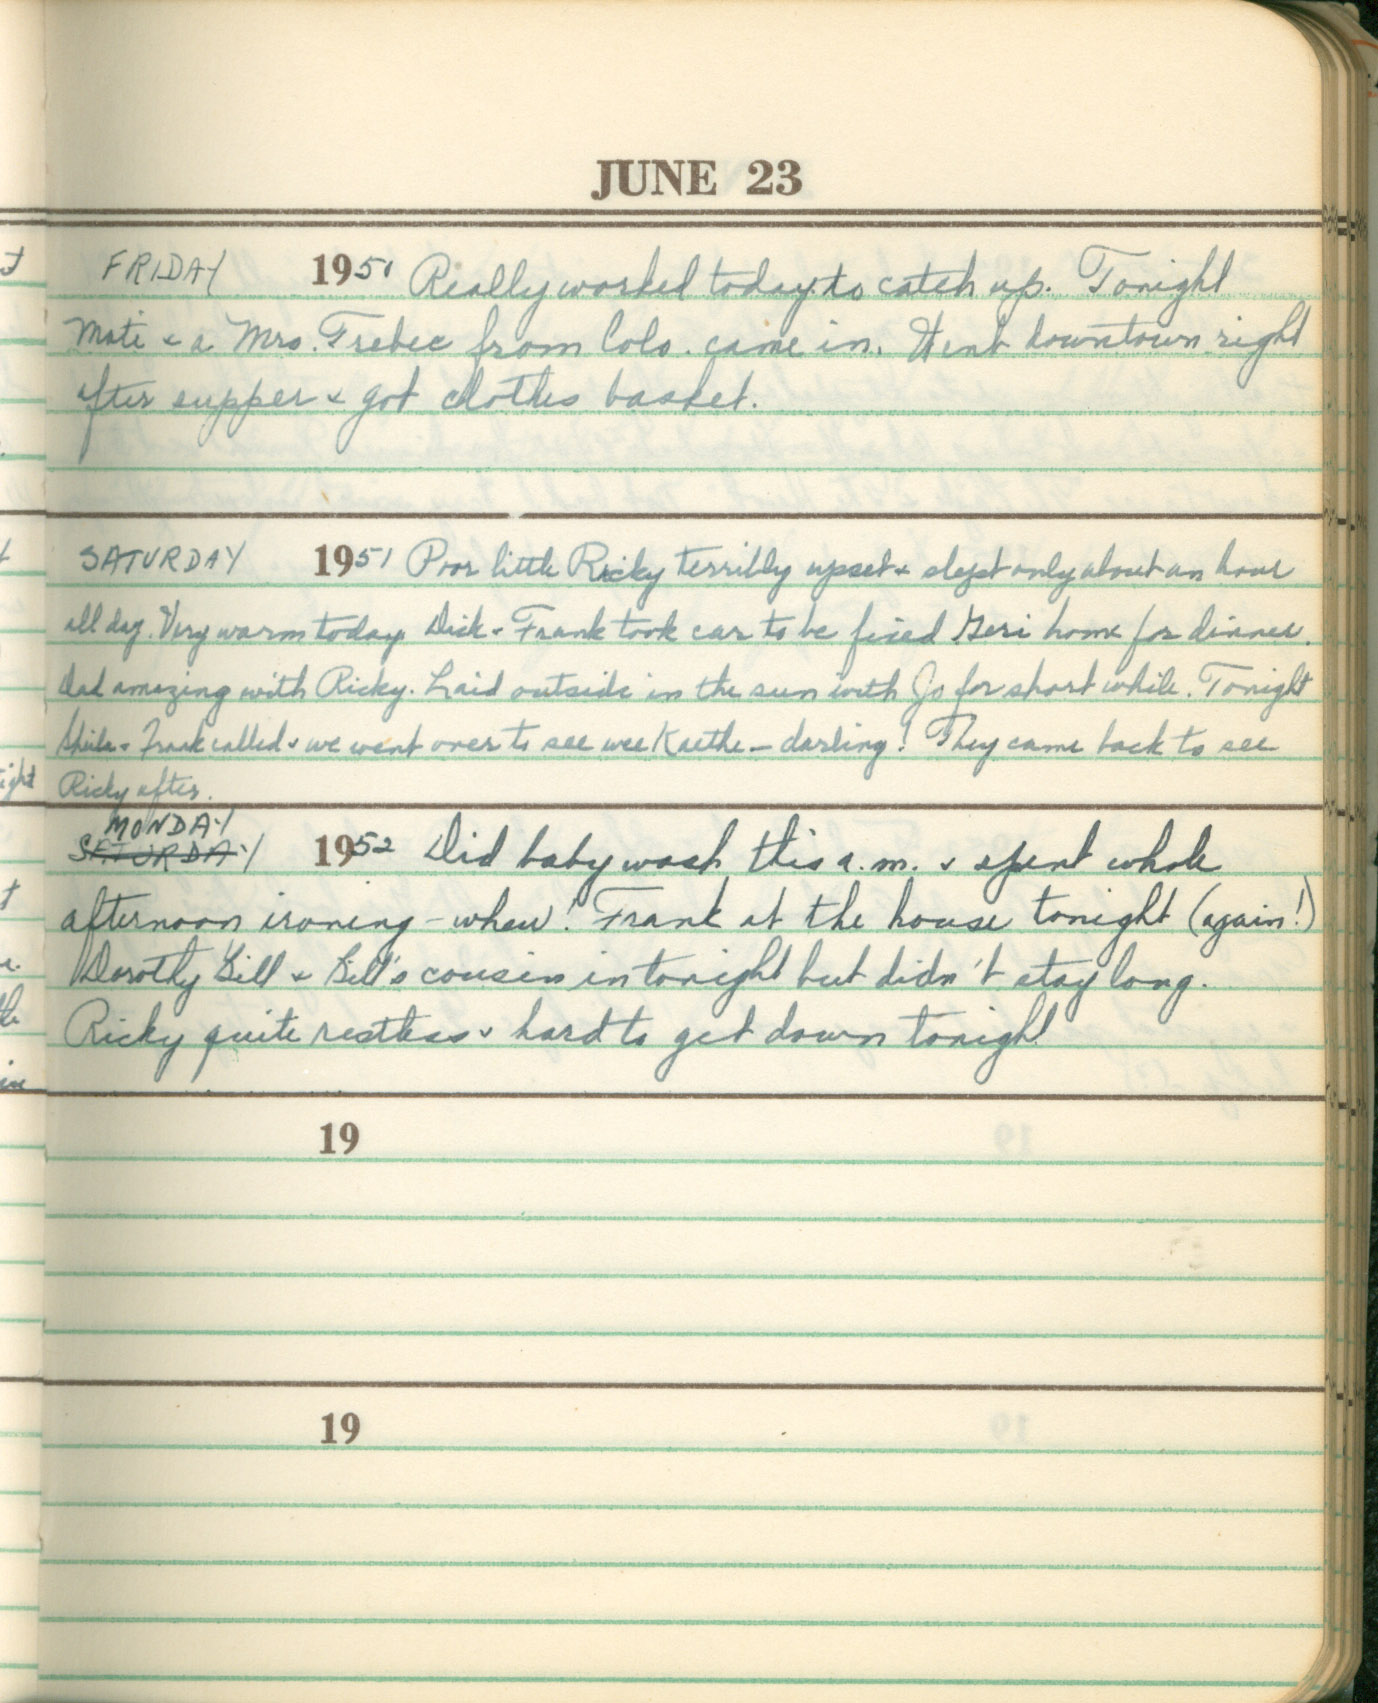 JUNE 23
FRIDAY 1950 Really worked today to catch up. Tonight
Mate & a Mrs. Trebec from Colo. came in. Went downtown right
after supper & got clothes basket.
SATURDAY 1951 Poor little Ricky terribly upset & slept only about an hour
all day. Very warm today. Dick & Frank took car to be fixed Geri home for dinner.
Dad amazing with Ricky. Laid outside in the sun with Jo for short while. Tonight
Sheila & Frank called & we went over to see wee Kaethe — darling! They came back to see
Ricky after.
MONDAY
SATURDAY 1952 Did baby wash this a.m. & spent whole
afternoon ironing - whew! Frank at the house tonight (again!)
Dorothy Bill & Bill's cousin in tonight but didn't stay long.
Ricky quite restless & hard to get down tonight
19
19